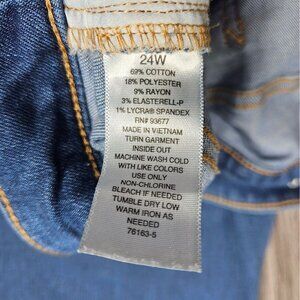 24W
69% COTTON
18% POLYESTER
9% RAYON
3% ELASTERELL-P
1% LYCRA® SPANDEX
RN# 93677
MADE IN VIETNAM
TURN GARMENT
INSIDE OUT
MACHINE WASH COLD
WITH LIKE COLORS
USE ONLY
NON-CHLORINE
BLEACH IF NEEDED
TUMBLE DRY LOW
WARM IRON AS
NEEDED
76163-5